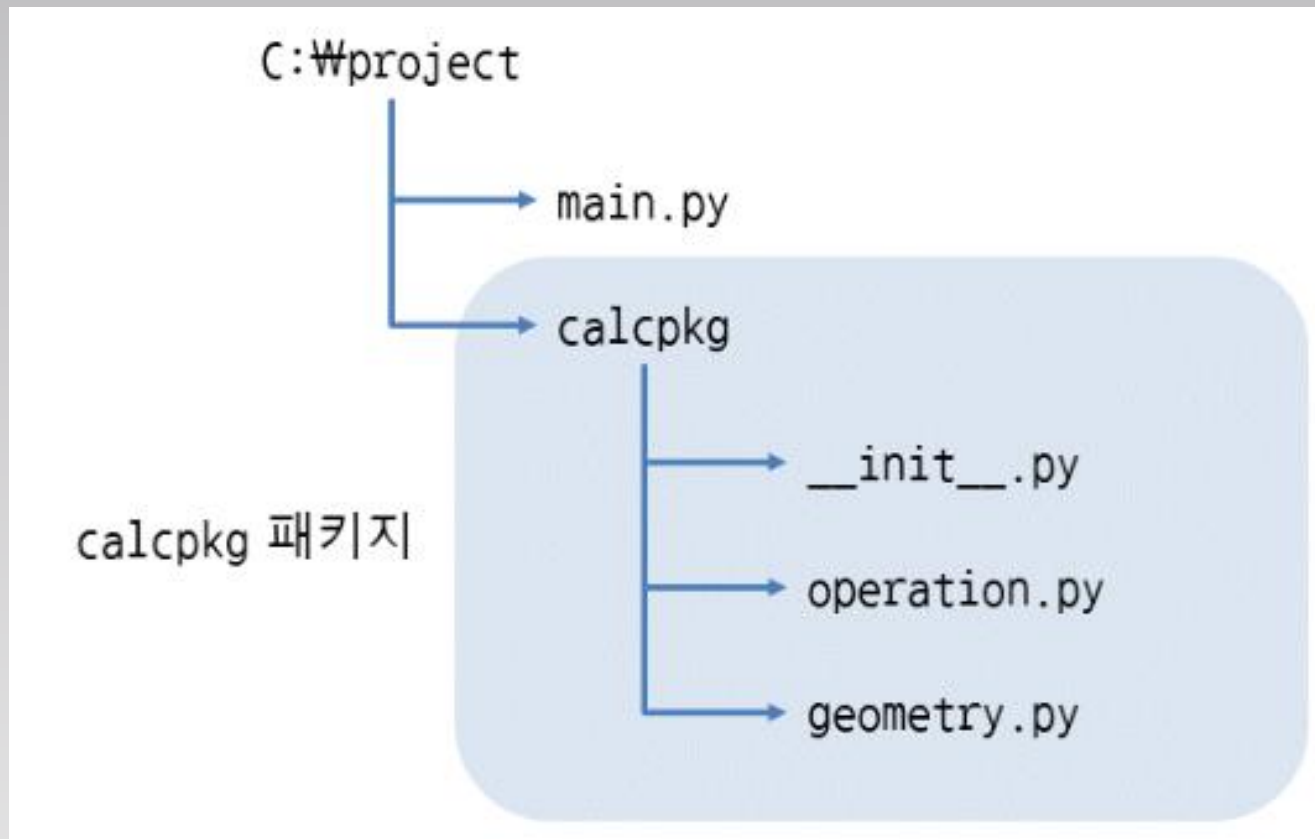 C:₩project
main.py
calcpkg
__init__.py
calcpkg 패키지
operation.py
geometry.py